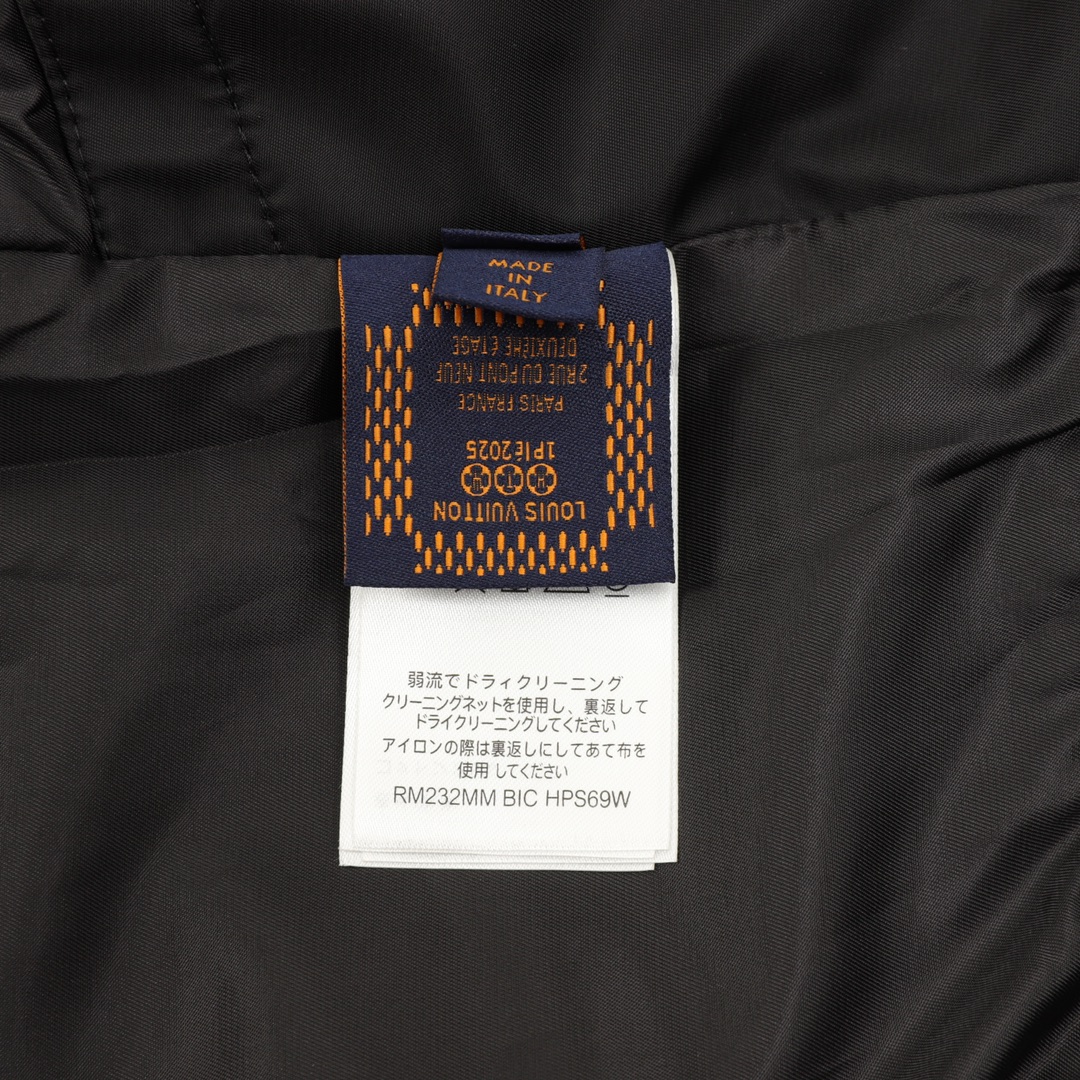 MADE
IN
ITALY
LOUIS VUITTON
1Plé2025
PARIS FRANCE
2 RUE DU PONT NEUF
DEUXIÈME ÉTAGE
弱流でドラィクリーニング
クリーニングネットを使用し、裏返して
ドライクリーニングしてください
アイロンの際は裏返しにしてあて布を
使用 してください
RM232MM BIC HPS69W